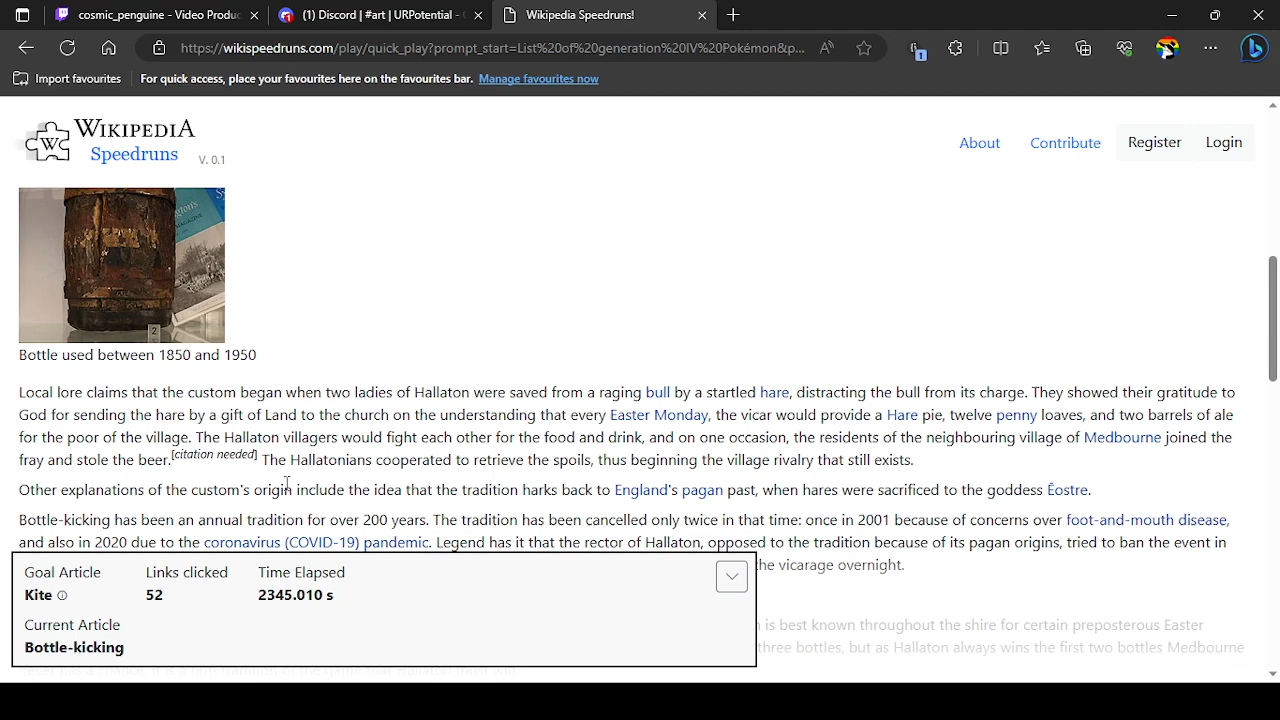 cosmic_penguine - Video Produc
(1) Discord | #art | URPotential -
Wikipedia Speedruns!
https://wikispeedruns.com/play/quick_play?prompt_start=List%20of%20generation%20IV%20Pokémon&p...
1
Import favourites
For quick access, place your favourites here on the favourites bar. Manage favourites now
WIKIPEDIA
Speedruns
V. 0.1
About
Contribute
Register
Login
2
Bottle used between 1850 and 1950
Local lore claims that the custom began when two ladies of Hallaton were saved from a raging bull by a startled hare, distracting the bull from its charge. They showed their gratitude to
God for sending the hare by a gift of Land to the church on the understanding that every Easter Monday, the vicar would provide a Hare pie, twelve penny loaves, and two barrels of ale
for the poor of the village. The Hallaton villagers would fight each other for the food and drink, and on one occasion, the residents of the neighbouring village of Medbourne joined the
fray and stole the beer.[citation needed] The Hallatonians cooperated to retrieve the spoils, thus beginning the village rivalry that still exists.
Other explanations of the custom's origin include the idea that the tradition harks back to England's pagan past, when hares were sacrificed to the goddess Ēostre.
Bottle-kicking has been an annual tradition for over 200 years. The tradition has been cancelled only twice in that time: once in 2001 because of concerns over foot-and-mouth disease,
and also in 2020 due to the coronavirus (COVID-19) pandemic. Legend has it that the rector of Hallaton, opposed to the tradition because of its pagan origins, tried to ban the event in
the vicarage overnight.
is best known throughout the shire for certain preposterous Easter
three bottles, but as Hallaton always wins the first two bottles Medbourne
Goal Article
Links clicked
Time Elapsed
Kite
52
2345.010 s
Current Article
Bottle-kicking